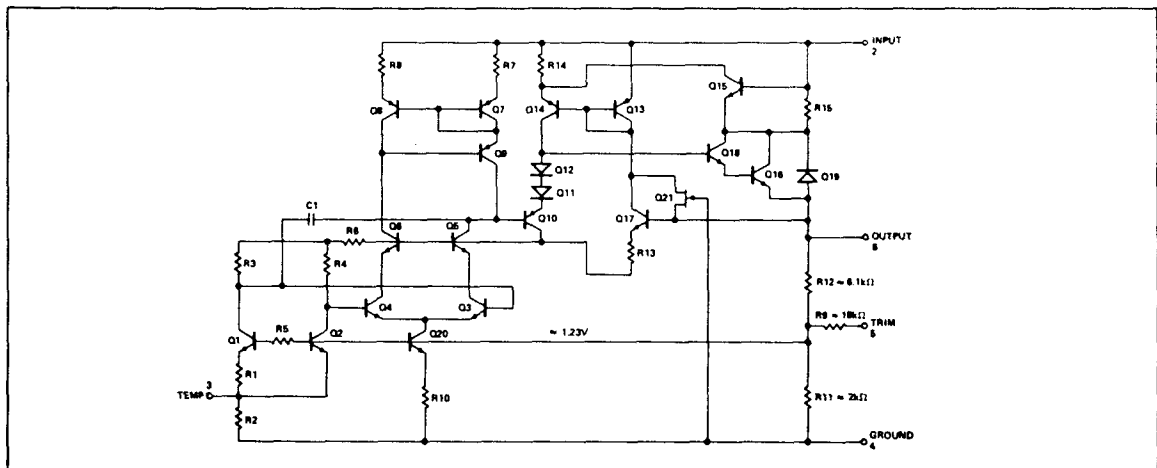 INPUT
2
R8
R7
R14
Q15
R15
Q8
Q7
Q14
Q13
Q9
Q18
Q16
Q19
Q12
Q11
Q21
C1
Q10
Q17
OUTPUT
6
R6
Q6
Q5
R13
R3
R4
R12 ≈ 6.1kΩ
Q4
Q3
R9 ≈ 18kΩ
TRIM
5
Q1
R5
Q2
Q20
≈ 1.23V
R1
TEMP
3
R2
R10
R11 ≈ 2kΩ
GROUND
4